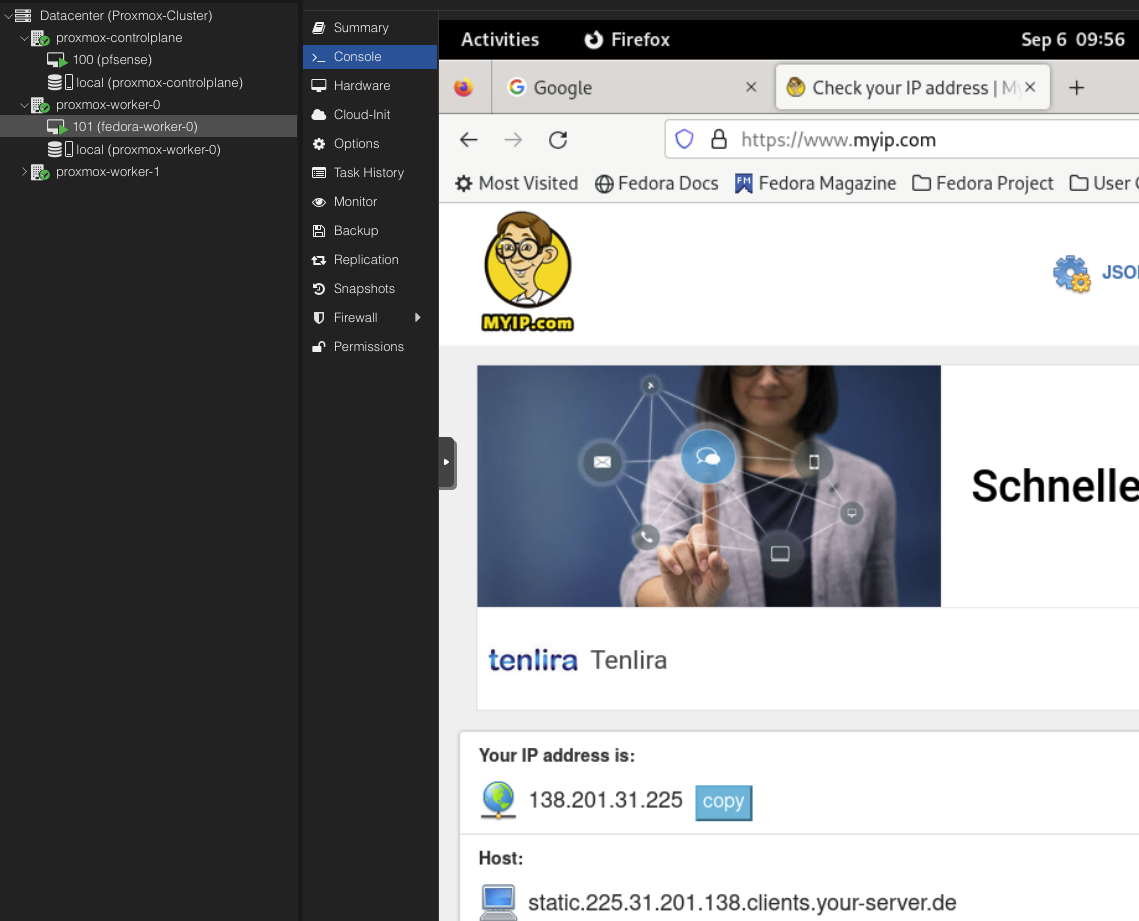 Datacenter (Proxmox-Cluster)
proxmox-controlplane
100 (pfsense)
local (proxmox-controlplane)
proxmox-worker-0
101 (fedora-worker-0)
local (proxmox-worker-0)
proxmox-worker-1
Summary
Console
Hardware
Cloud-Init
Options
Task History
Monitor
Backup
Replication
Snapshots
Firewall
Permissions
Activities Firefox Sep 6 09:56
Google Check your IP address | My
https://www.myip.com
Most Visited Fedora Docs FM Fedora Magazine Fedora Project User
MYIP.com
JSO
Schnelle
tenlira Tenlira
Your IP address is:
138.201.31.225 copy
Host:
static.225.31.201.138.clients.your-server.de